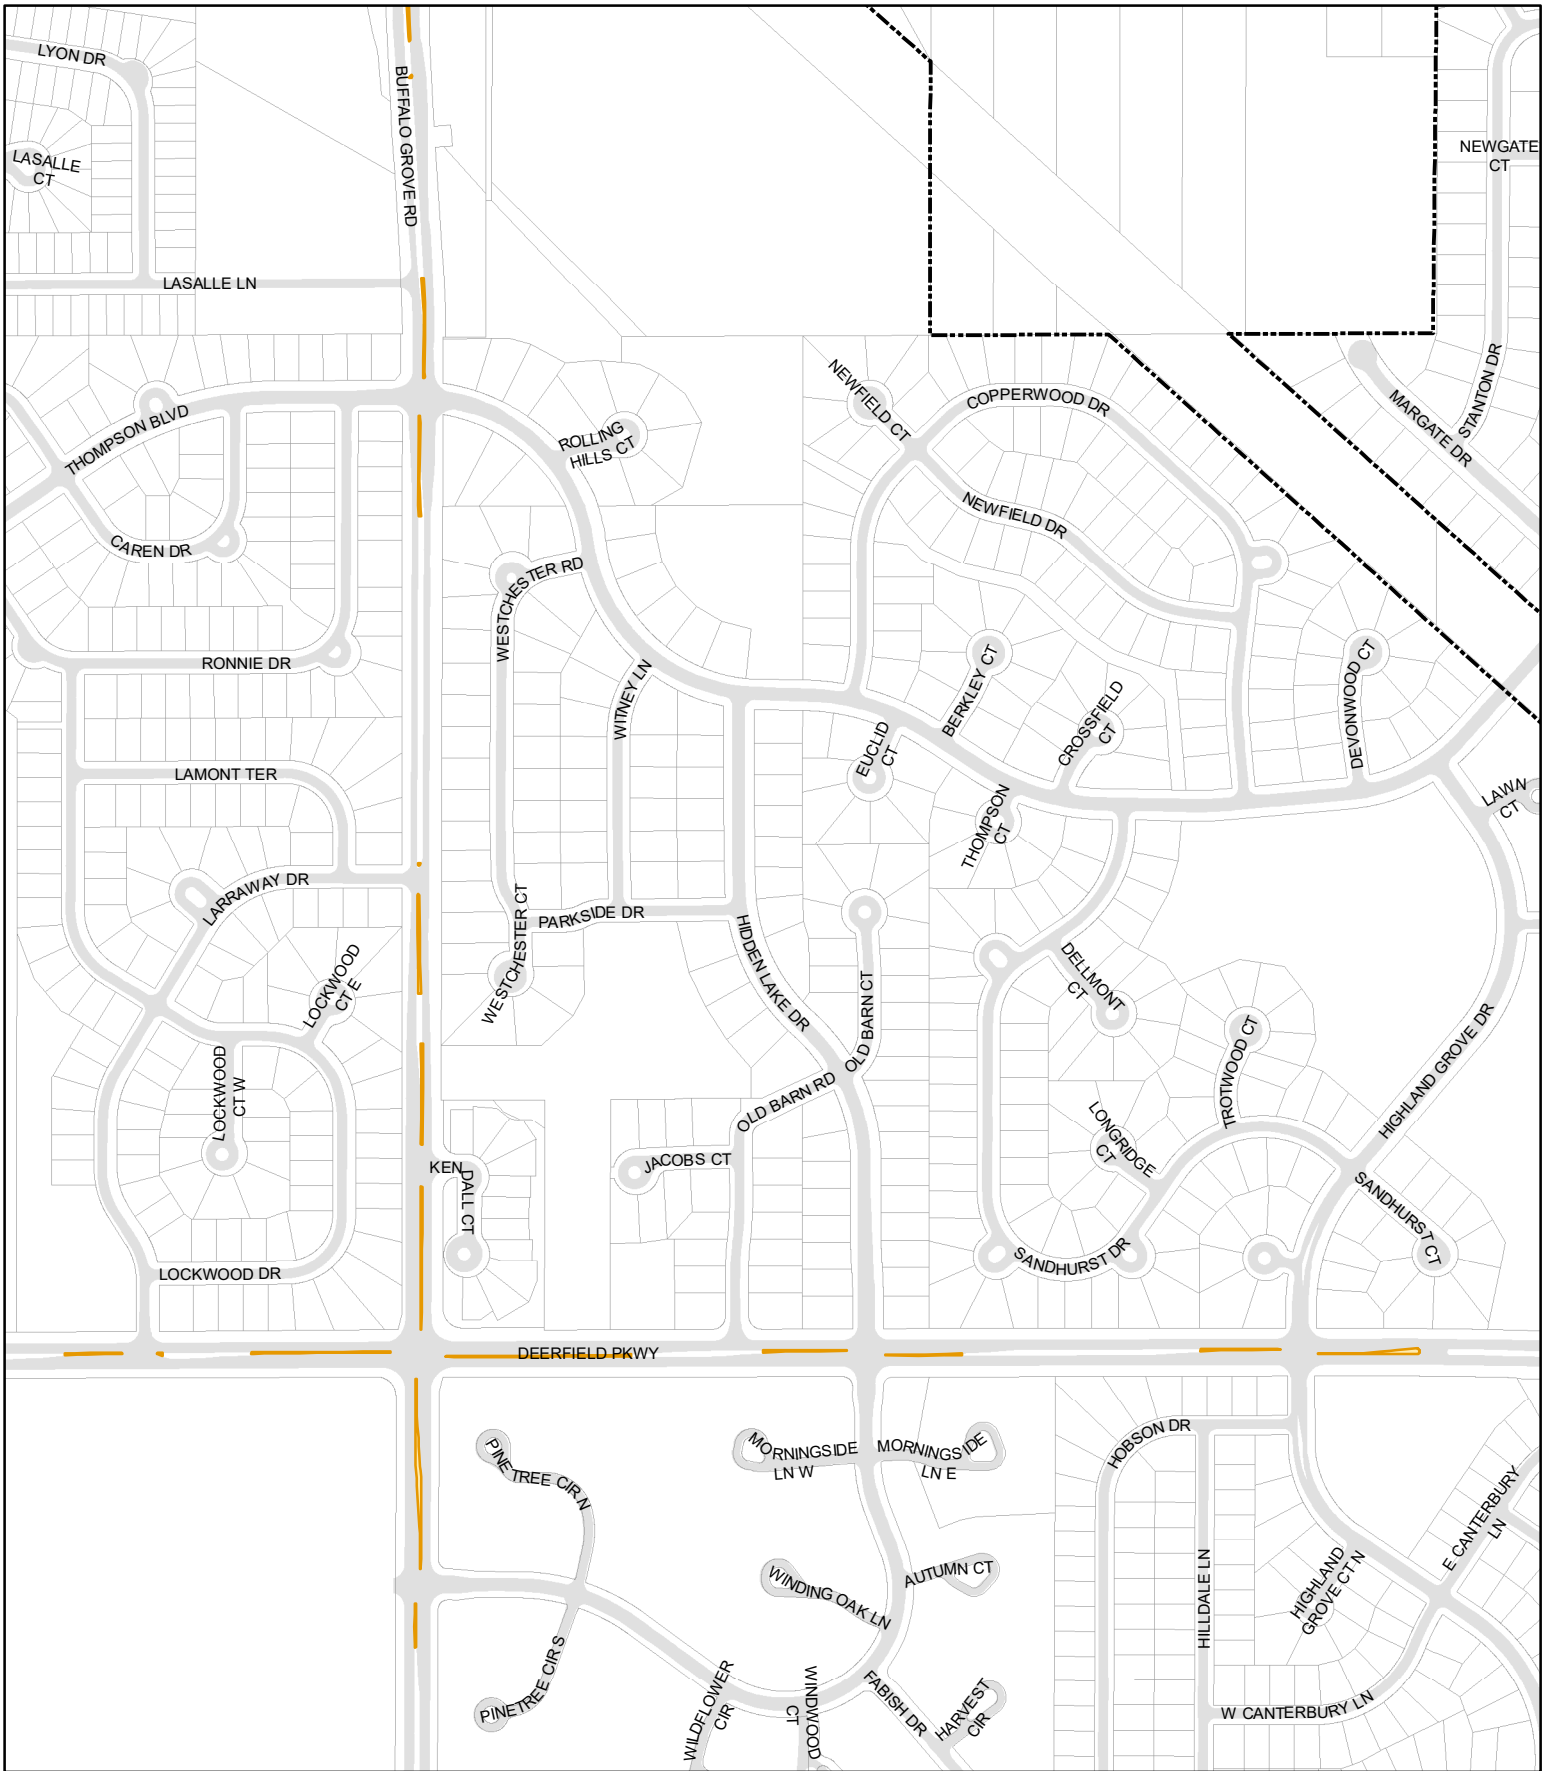 LYON DR
BUFFALO GROVE RD
LASALLE
CT
NEWGATE
CT
LASALLE LN
THOMPSON BLVD
ROLLING
HILLS CT
NEWFIELD CT
COPPERWOOD DR
MARGATE DR
STANTON DR
CAREN DR
NEWFIELD DR
WESTCHESTER RD
RONNIE DR
WITNEY LN
BERKLEY CT
CROSSFIELD
CT
DEVONWOOD CT
EUCLID
CT
LAMONT TER
THOMPSON
CT
LAWN
CT
LARRAWAY DR
WESTCHESTER CT
PARKSIDE DR
HIDDEN LAKE DR
OLD BARN CT
DELLMONT
CT
LOCKWOOD
CT E
TROTWOOD CT
HIGHLAND GROVE DR
LOCKWOOD
CT W
OLD BARN RD
LONGRIDGE
CT
JACOBS CT
KEN
DALL CT
SANDHURST CT
SANDHURST DR
LOCKWOOD DR
DEERFIELD PKWY
PINETREE CIR N
MORNINGSIDE
LN W
MORNINGSIDE
LN E
HOBSON DR
E CANTERBURY
LN
WINDING OAK LN
AUTUMN CT
HILLDALE LN
HIGHLAND
GROVE CT N
PINETREE CIR S
WILDFLOWER
CIR
WINDWOOD
CT
FABISH DR
HARVEST
CIR
W CANTERBURY LN